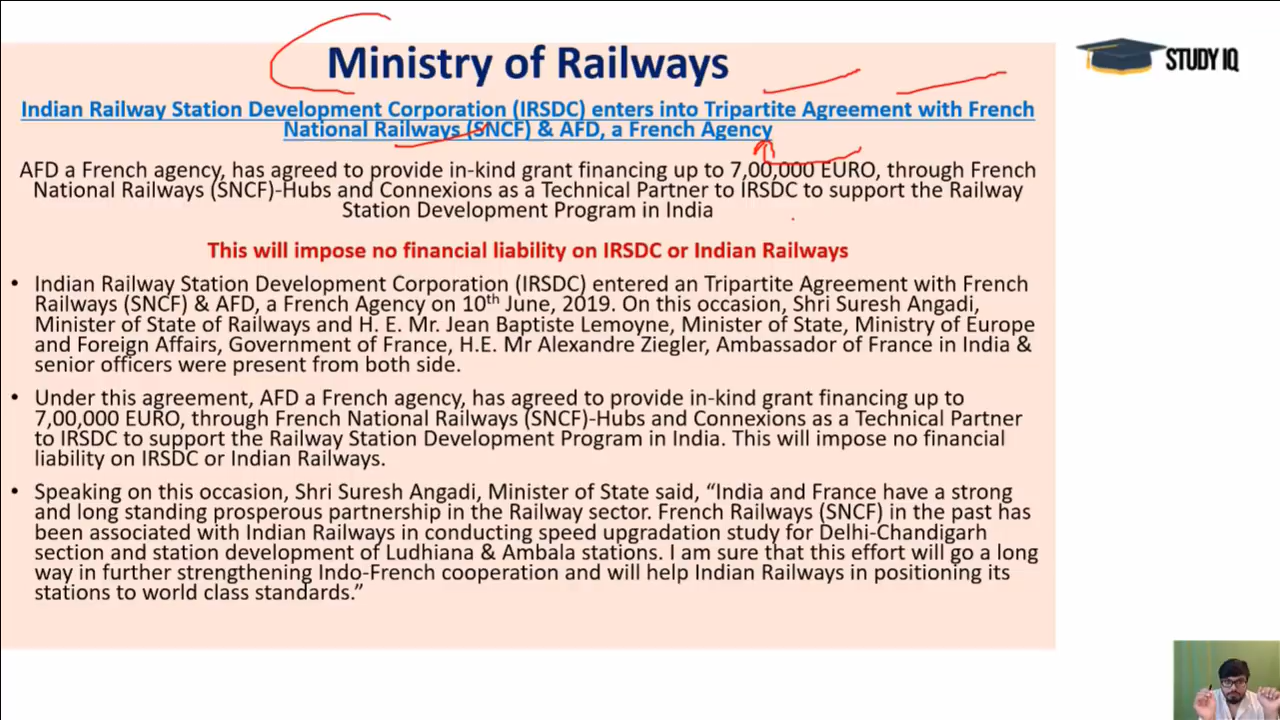 Ministry of Railways
STUDY IQ
Indian Railway Station Development Corporation (IRSDC) enters into Tripartite Agreement with French
National Railways (SNCF) & AFD, a French Agency
AFD a French agency, has agreed to provide in-kind grant financing up to 7,00,000 EURO, through French
National Railways (SNCF)-Hubs and Connexions as a Technical Partner to IRSDC to support the Railway
Station Development Program in India
This will impose no financial liability on IRSDC or Indian Railways
• Indian Railway Station Development Corporation (IRSDC) entered an Tripartite Agreement with French
Railways (SNCF) & AFD, a French Agency on 10th June, 2019. On this occasion, Shri Suresh Angadi,
Minister of State of Railways and H. E. Mr. Jean Baptiste Lemoyne, Minister of State, Ministry of Europe
and Foreign Affairs, Government of France, H.E. Mr Alexandre Ziegler, Ambassador of France in India &
senior officers were present from both side.
• Under this agreement, AFD a French agency, has agreed to provide in-kind grant financing up to
7,00,000 EURO, through French National Railways (SNCF)-Hubs and Connexions as a Technical Partner
to IRSDC to support the Railway Station Development Program in India. This will impose no financial
liability on IRSDC or Indian Railways.
• Speaking on this occasion, Shri Suresh Angadi, Minister of State said, “India and France have a strong
and long standing prosperous partnership in the Railway sector. French Railways (SNCF) in the past has
been associated with Indian Railways in conducting speed upgradation study for Delhi-Chandigarh
section and station development of Ludhiana & Ambala stations. I am sure that this effort will go a long
way in further strengthening Indo-French cooperation and will help Indian Railways in positioning its
stations to world class standards.”